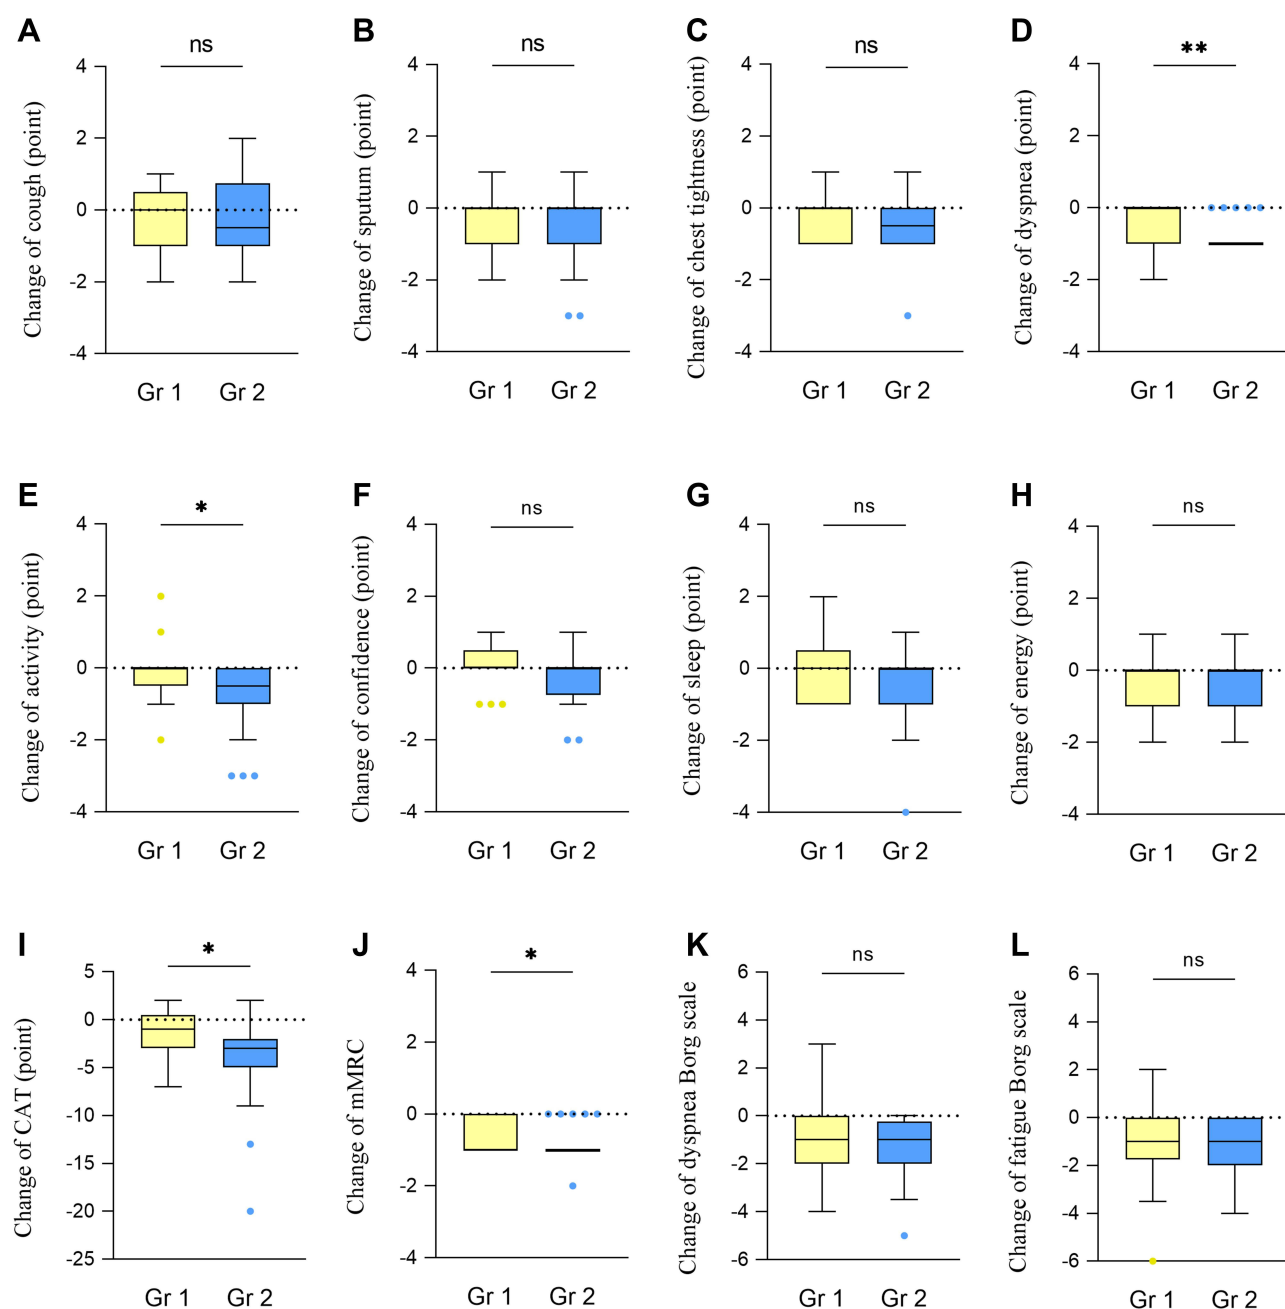 A
ns
Change of cough (point)
4
2
0
-2
-4
Gr 1 Gr 2
B
ns
Change of sputum (point)
4
2
0
-2
-4
Gr 1 Gr 2
C
ns
Change of chest tightness (point)
4
2
0
-2
-4
Gr 1 Gr 2
D
**
Change of dyspnea (point)
4
2
0
-2
-4
Gr 1 Gr 2
E
*
Change of activity (point)
4
2
0
-2
-4
Gr 1 Gr 2
F
ns
Change of confidence (point)
4
2
0
-2
-4
Gr 1 Gr 2
G
ns
Change of sleep (point)
4
2
0
-2
-4
Gr 1 Gr 2
H
ns
Change of energy (point)
4
2
0
-2
-4
Gr 1 Gr 2
I
*
Change of CAT (point)
5
0
-5
-10
-15
-20
-25
Gr 1 Gr 2
J
*
Change of mMRC
4
2
0
-2
-4
Gr 1 Gr 2
K
ns
Change of dyspnea Borg scale
6
4
2
0
-2
-4
-6
Gr 1 Gr 2
L
ns
Change of fatigue Borg scale
6
4
2
0
-2
-4
-6
Gr 1 Gr 2